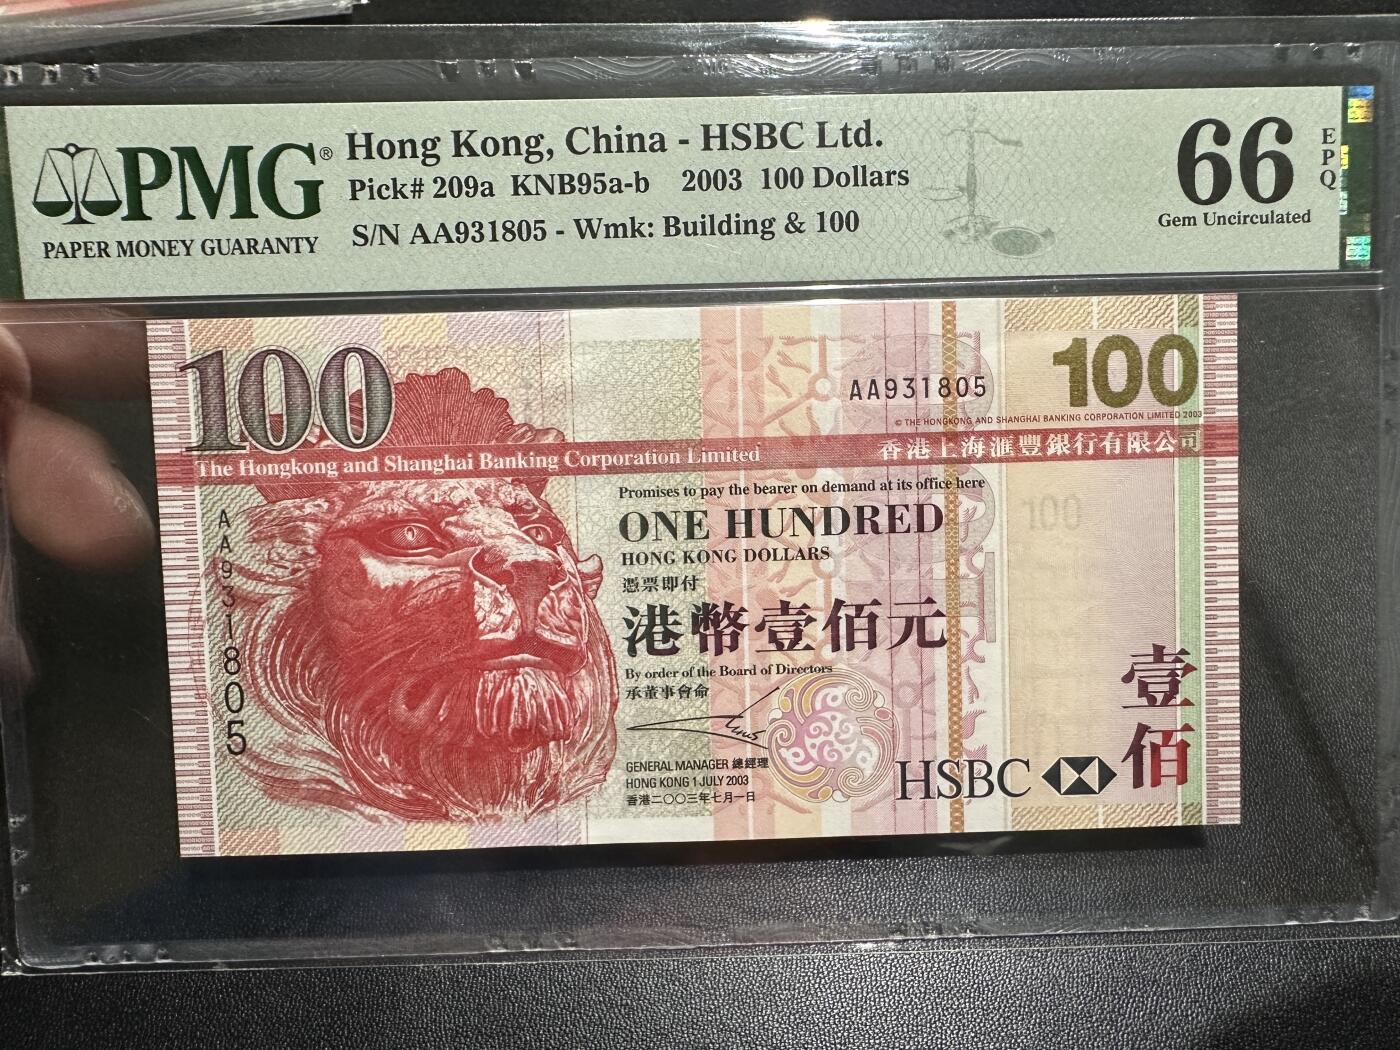 PMG®
PAPER MONEY GUARANTY
Hong Kong, China - HSBC Ltd.
Pick# 209a KNB95a-b 2003 100 Dollars
S/N AA931805 - Wmk: Building & 100
66
EPQ
Gem Uncirculated
100
AA931805
100
© THE HONGKONG AND SHANGHAI BANKING CORPORATION LIMITED 2003
The Hongkong and Shanghai Banking Corporation Limited
香港上海滙豐銀行有限公司
Promises to pay the bearer on demand at its office here
ONE HUNDRED
HONG KONG DOLLARS
憑票即付
港幣壹佰元
By order of the Board of Directors
承董事會命
GENERAL MANAGER 總經理
HONG KONG 1 JULY 2003
香港二〇〇三年七月一日
AA931805
100
HSBC
壹佰